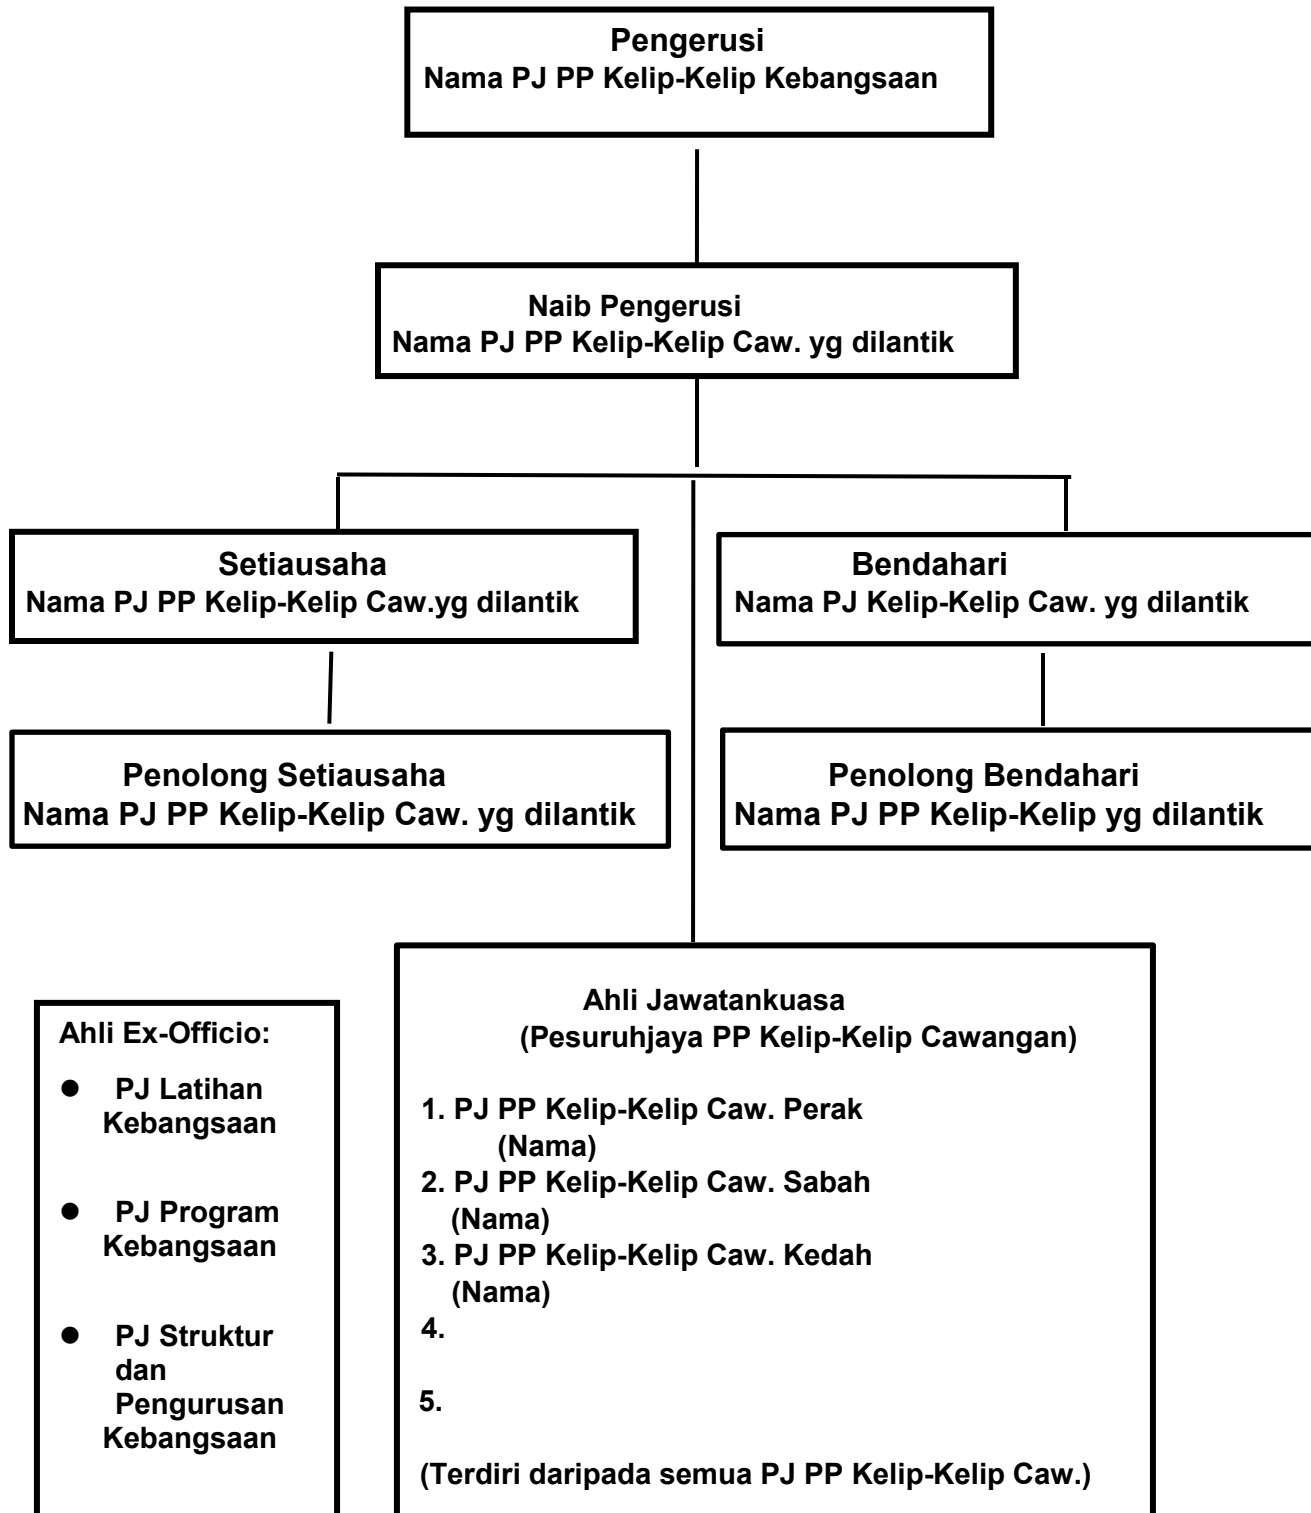 Pengerusi
Nama PJ PP Kelip-Kelip Kebangsaan
Naib Pengerusi
Nama PJ PP Kelip-Kelip Caw. yg dilantik
Setiausaha
Nama PJ PP Kelip-Kelip Caw.yg dilantik
Bendahari
Nama PJ Kelip-Kelip Caw. yg dilantik
Penolong Setiausaha
Nama PJ PP Kelip-Kelip Caw. yg dilantik
Penolong Bendahari
Nama PJ PP Kelip-Kelip yg dilantik
Ahli Ex-Officio:
● PJ Latihan
Kebangsaan
● PJ Program
Kebangsaan
● PJ Struktur
dan
Pengurusan
Kebangsaan
Ahli Jawatankuasa
(Pesuruhjaya PP Kelip-Kelip Cawangan)
1. PJ PP Kelip-Kelip Caw. Perak
(Nama)
2. PJ PP Kelip-Kelip Caw. Sabah
(Nama)
3. PJ PP Kelip-Kelip Caw. Kedah
(Nama)
4.
5.
(Terdiri daripada semua PJ PP Kelip-Kelip Caw.)